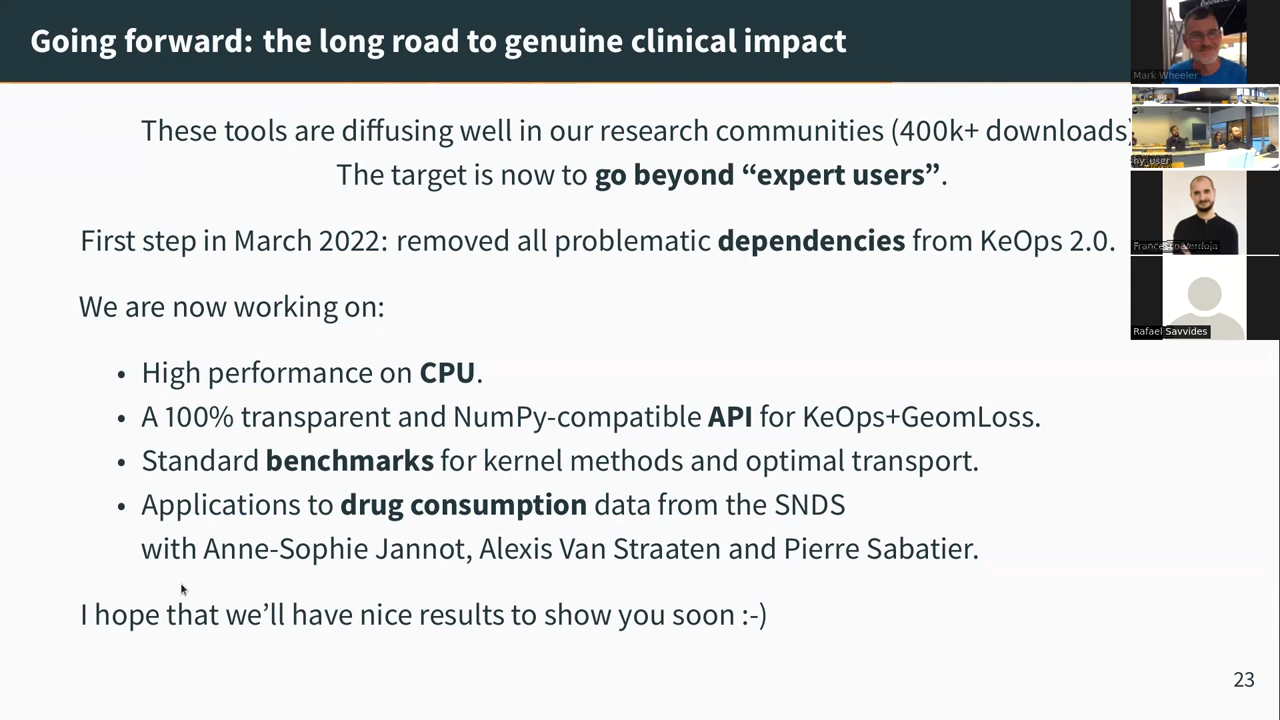 Going forward: the long road to genuine clinical impact
These tools are diffusing well in our research communities (400k+ downloads)
The target is now to go beyond “expert users”.
First step in March 2022: removed all problematic dependencies from KeOps 2.0.
We are now working on:
• High performance on CPU.
• A 100% transparent and NumPy-compatible API for KeOps+GeomLoss.
• Standard benchmarks for kernel methods and optimal transport.
• Applications to drug consumption data from the SNDS
with Anne-Sophie Jannot, Alexis Van Straaten and Pierre Sabatier.
I hope that we’ll have nice results to show you soon :-)
23
Mark Wheeler
hy_user
Francesco Verdoja
Rafael Savvides